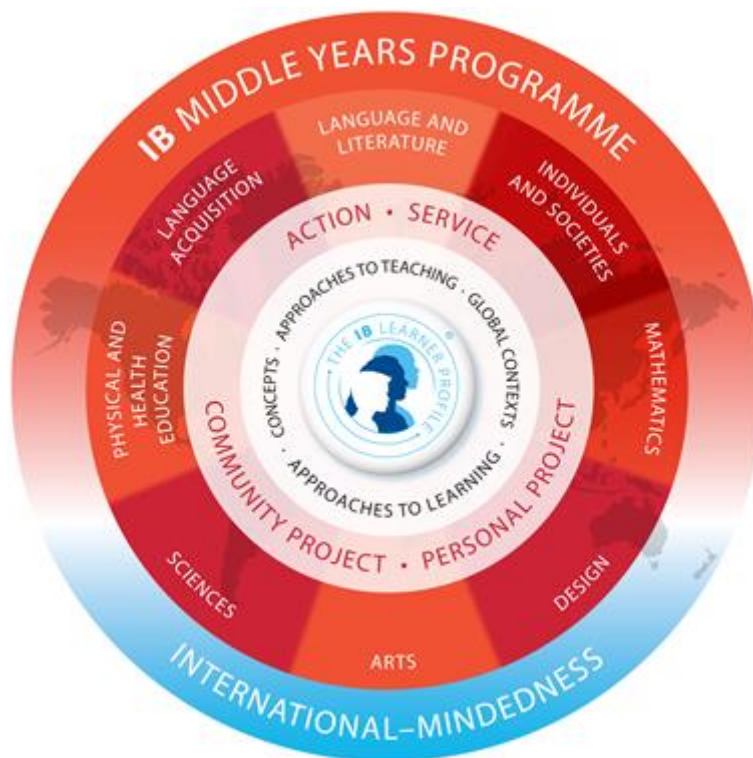 IB MIDDLE YEARS PROGRAMME
LANGUAGE AND
LITERATURE
INDIVIDUALS
AND SOCIETIES
MATHEMATICS
DESIGN
ARTS
SCIENCES
PHYSICAL AND
HEALTH
EDUCATION
LANGUAGE
ACQUISITION
ACTION • SERVICE
COMMUNITY PROJECT • PERSONAL PROJECT
APPROACHES TO TEACHING · GLOBAL CONTEXTS ·
APPROACHES TO LEARNING · CONCEPTS ·
THE IB LEARNER PROFILE
®
INTERNATIONAL–MINDEDNESS